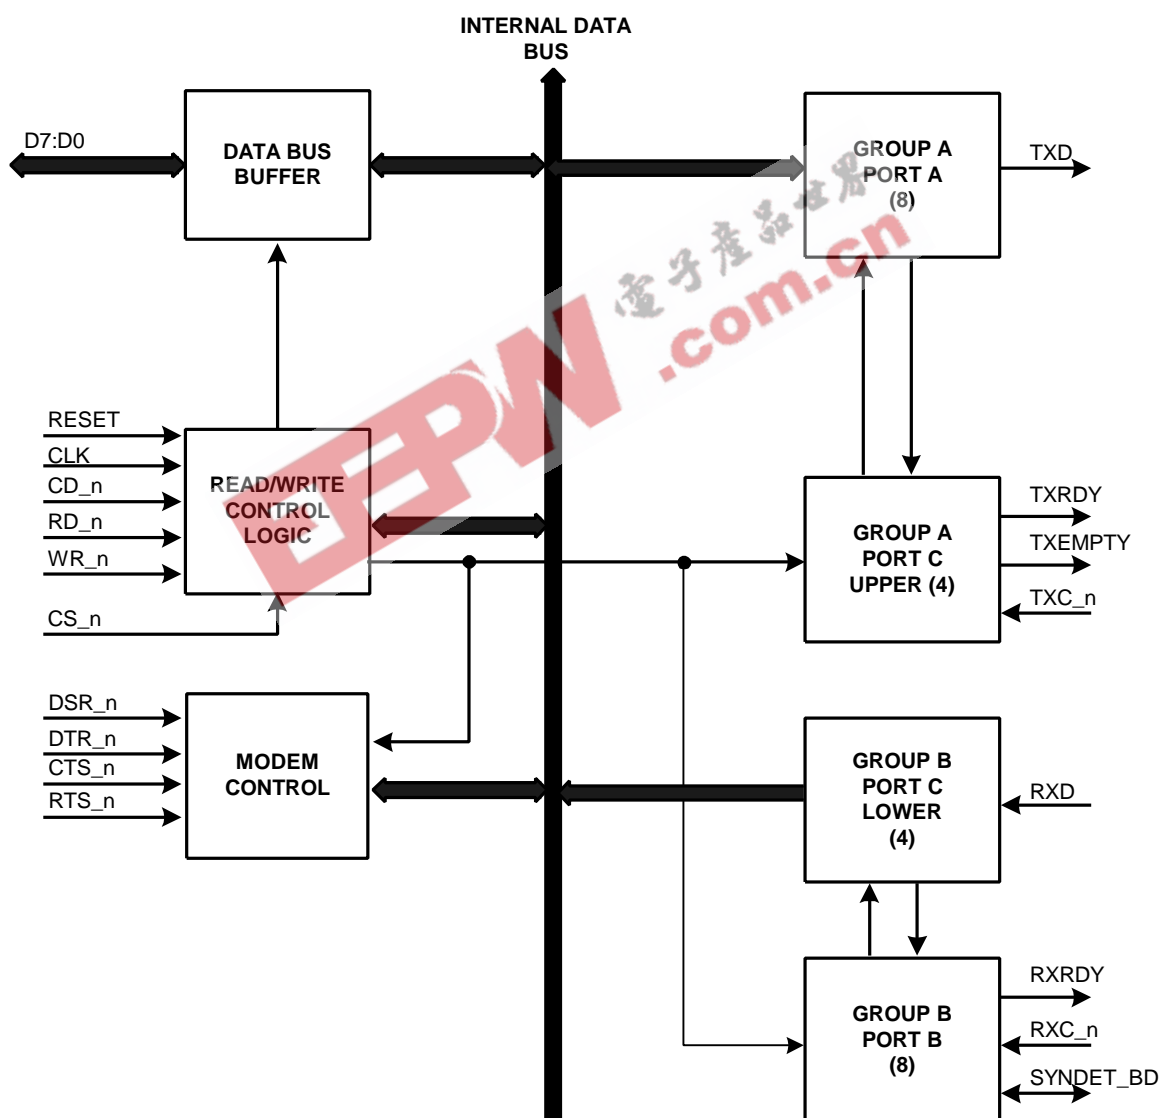 INTERNAL DATA
BUS
D7:D0
DATA BUS
BUFFER
GROUP A
PORT A
(8)
TXD
電子產品世界
EEPW
.com.cn
RESET
CLK
CD_n
RD_n
WR_n
CS_n
READ/WRITE
CONTROL
LOGIC
GROUP A
PORT C
UPPER (4)
TXRDY
TXEMPTY
TXC_n
DSR_n
DTR_n
CTS_n
RTS_n
MODEM
CONTROL
GROUP B
PORT C
LOWER
(4)
RXD
GROUP B
PORT B
(8)
RXRDY
RXC_n
SYNDET_BD